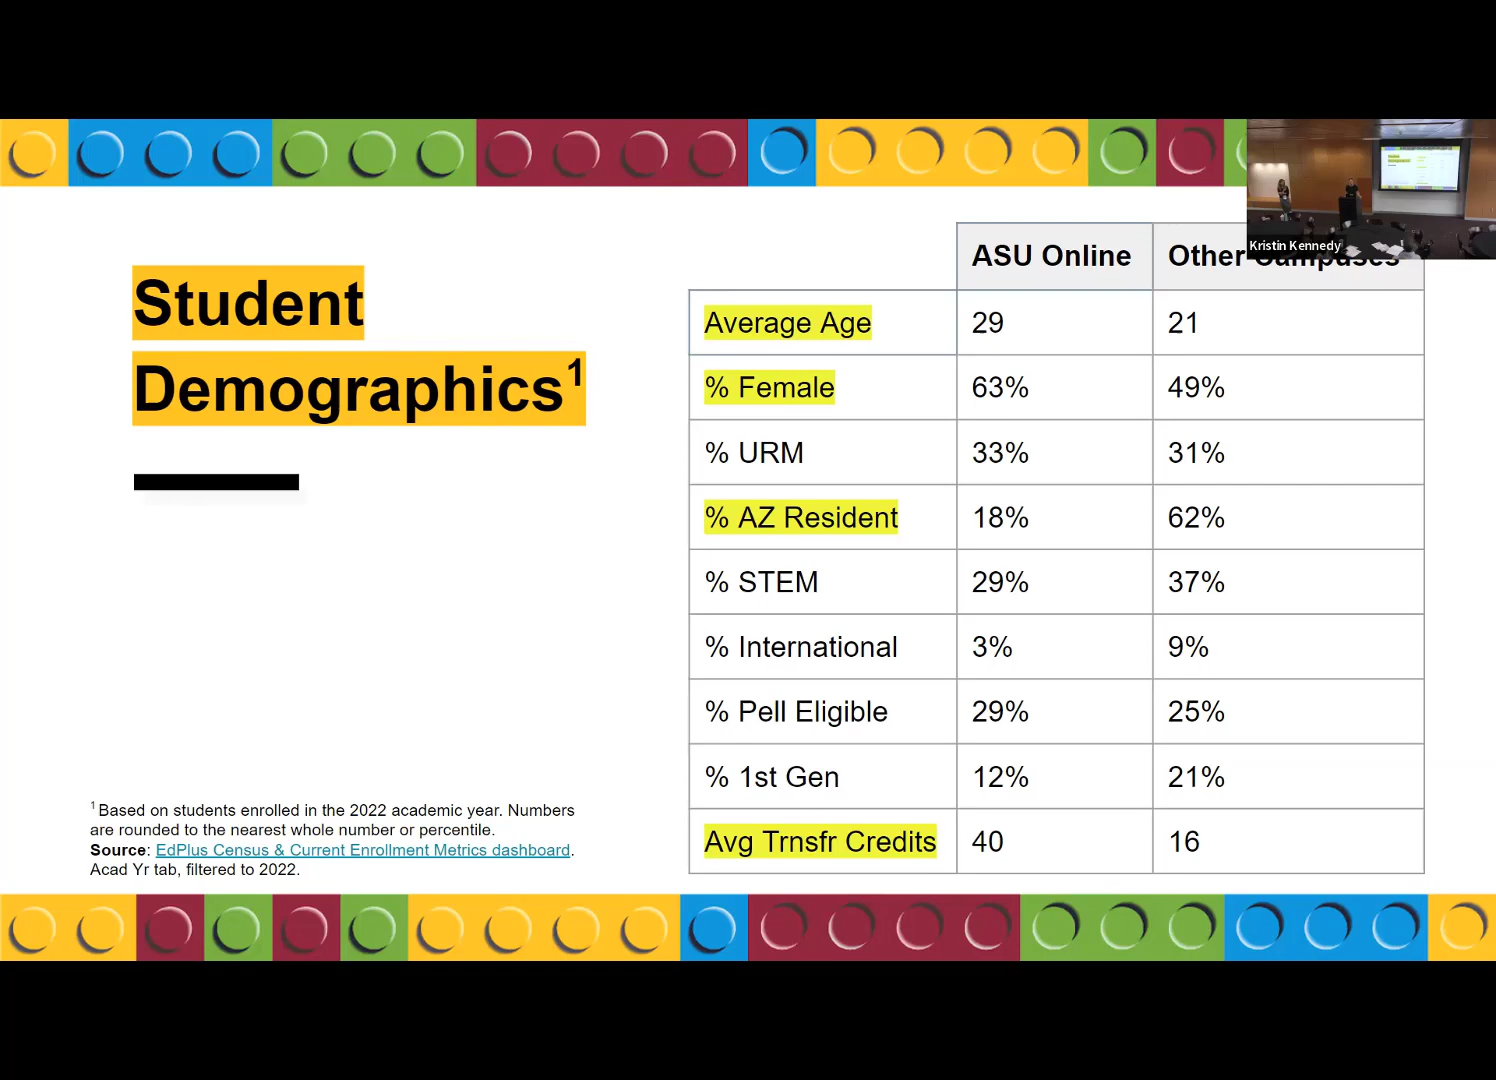 Student
Demographics¹
ASU Online Other Campuses
Kristin Kennedy
Average Age 29 21
% Female 63% 49%
% URM 33% 31%
% AZ Resident 18% 62%
% STEM 29% 37%
% International 3% 9%
% Pell Eligible 29% 25%
% 1st Gen 12% 21%
Avg Trnsfr Credits 40 16
¹ Based on students enrolled in the 2022 academic year. Numbers
are rounded to the nearest whole number or percentile.
Source: EdPlus Census & Current Enrollment Metrics dashboard.
Acad Yr tab, filtered to 2022.